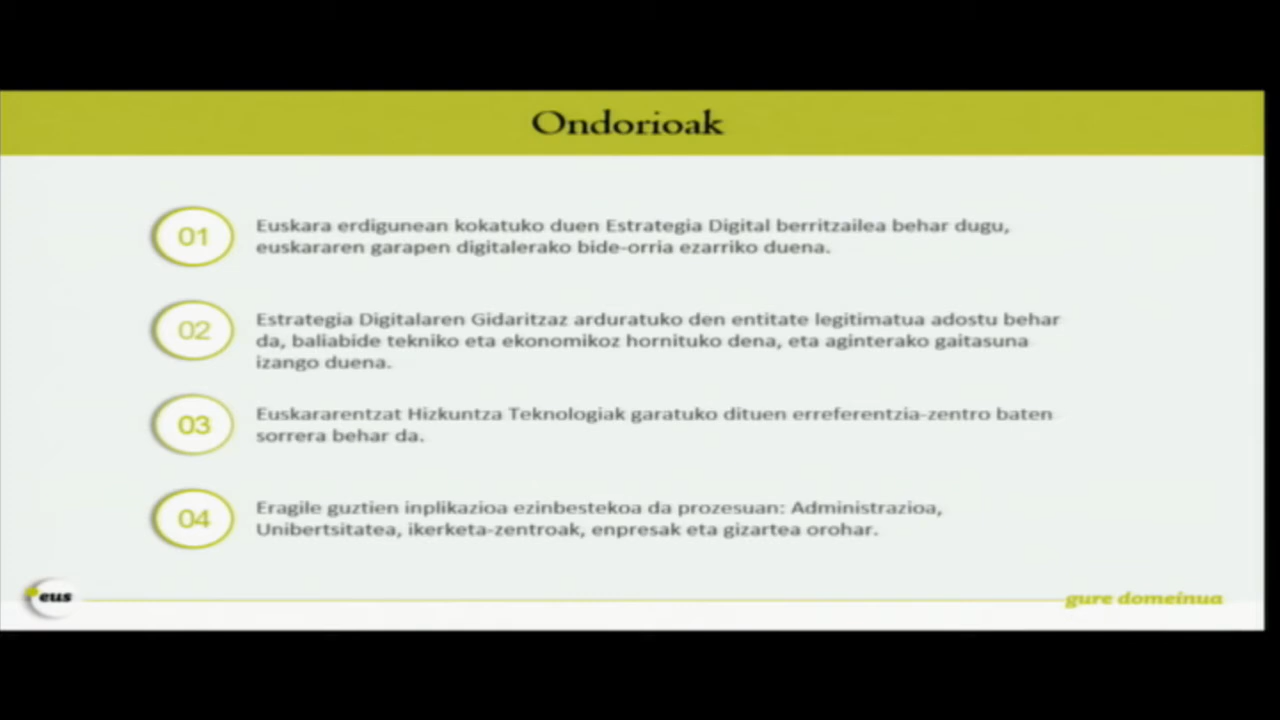 Ondorioak
01
Euskara erdigunean kokatuko duen Estrategia Digital berritzailea behar dugu,
euskararen garapen digitalerako bide-orria ezarriko duena.
02
Estrategia Digitalaren Gidaritzaz arduratuko den entitate legitimatua adostu behar
da, baliabide tekniko eta ekonomikoz hornituko dena, eta aginterako gaitasuna
izango duena.
03
Euskararentzat Hizkuntza Teknologiak garatuko dituen erreferentzia-zentro baten
sorrera behar da.
04
Eragile guztien inplikazioa ezinbestekoa da prozesuan: Administrazioa,
Unibertsitatea, ikerketa-zentroak, enpresak eta gizartea orohar.
eus
gure domeinua